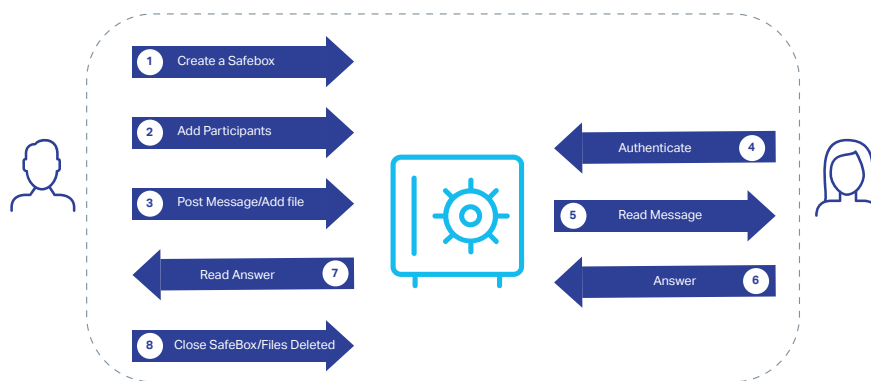 1 Create a Safebox
2 Add Participants
3 Post Message/Add file
Authenticate 4
5 Read Message
Answer 6
Read Answer 7
8 Close SafeBox/Files Deleted